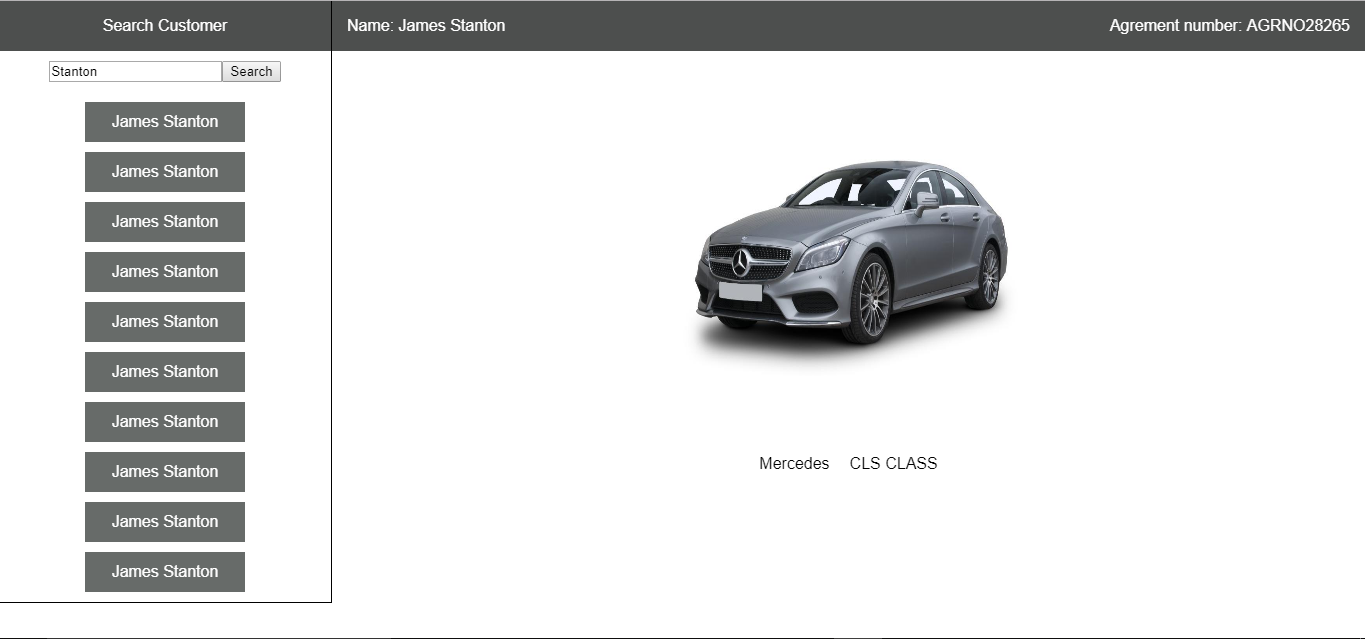 Search Customer
Name: James Stanton
Agrement number: AGRNO28265
Stanton
Search
James Stanton
James Stanton
James Stanton
James Stanton
James Stanton
James Stanton
James Stanton
James Stanton
James Stanton
James Stanton
Mercedes CLS CLASS